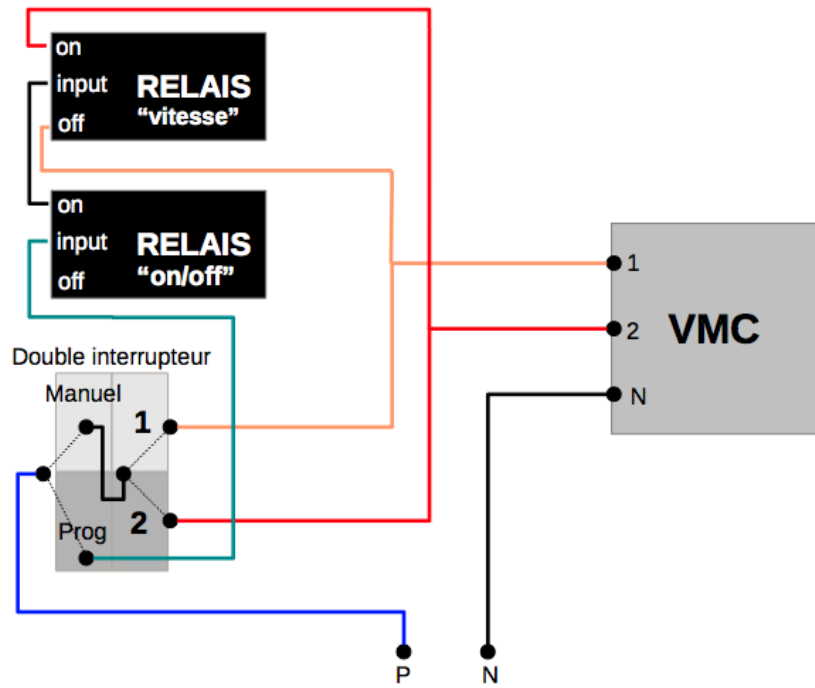 on
input
off
RELAIS
“vitesse”
on
input
off
RELAIS
“on/off”
Double interrupteur
Manuel
1
Prog
2
1
2
N
VMC
P
N